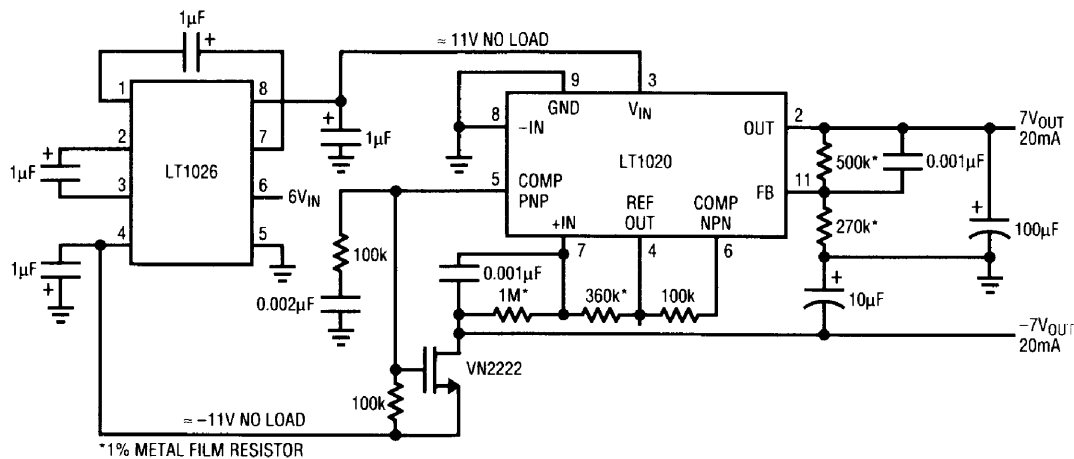 1µF
+
≈ 11V NO LOAD
1
8
2
7
3
6
4
5
LT1026
6V_IN
+
1µF
+
1µF
1µF
+
9
GND
3
V_IN
8
–IN
2
OUT
LT1020
5
COMP
PNP
FB
11
+IN
REF
OUT
COMP
NPN
7
4
6
7V_OUT
20mA
500k*
0.001µF
270k*
+
100µF
+
10µF
100k
0.002µF
0.001µF
1M*
360k*
100k
–7V_OUT
20mA
VN2222
100k
≈ –11V NO LOAD
*1% METAL FILM RESISTOR